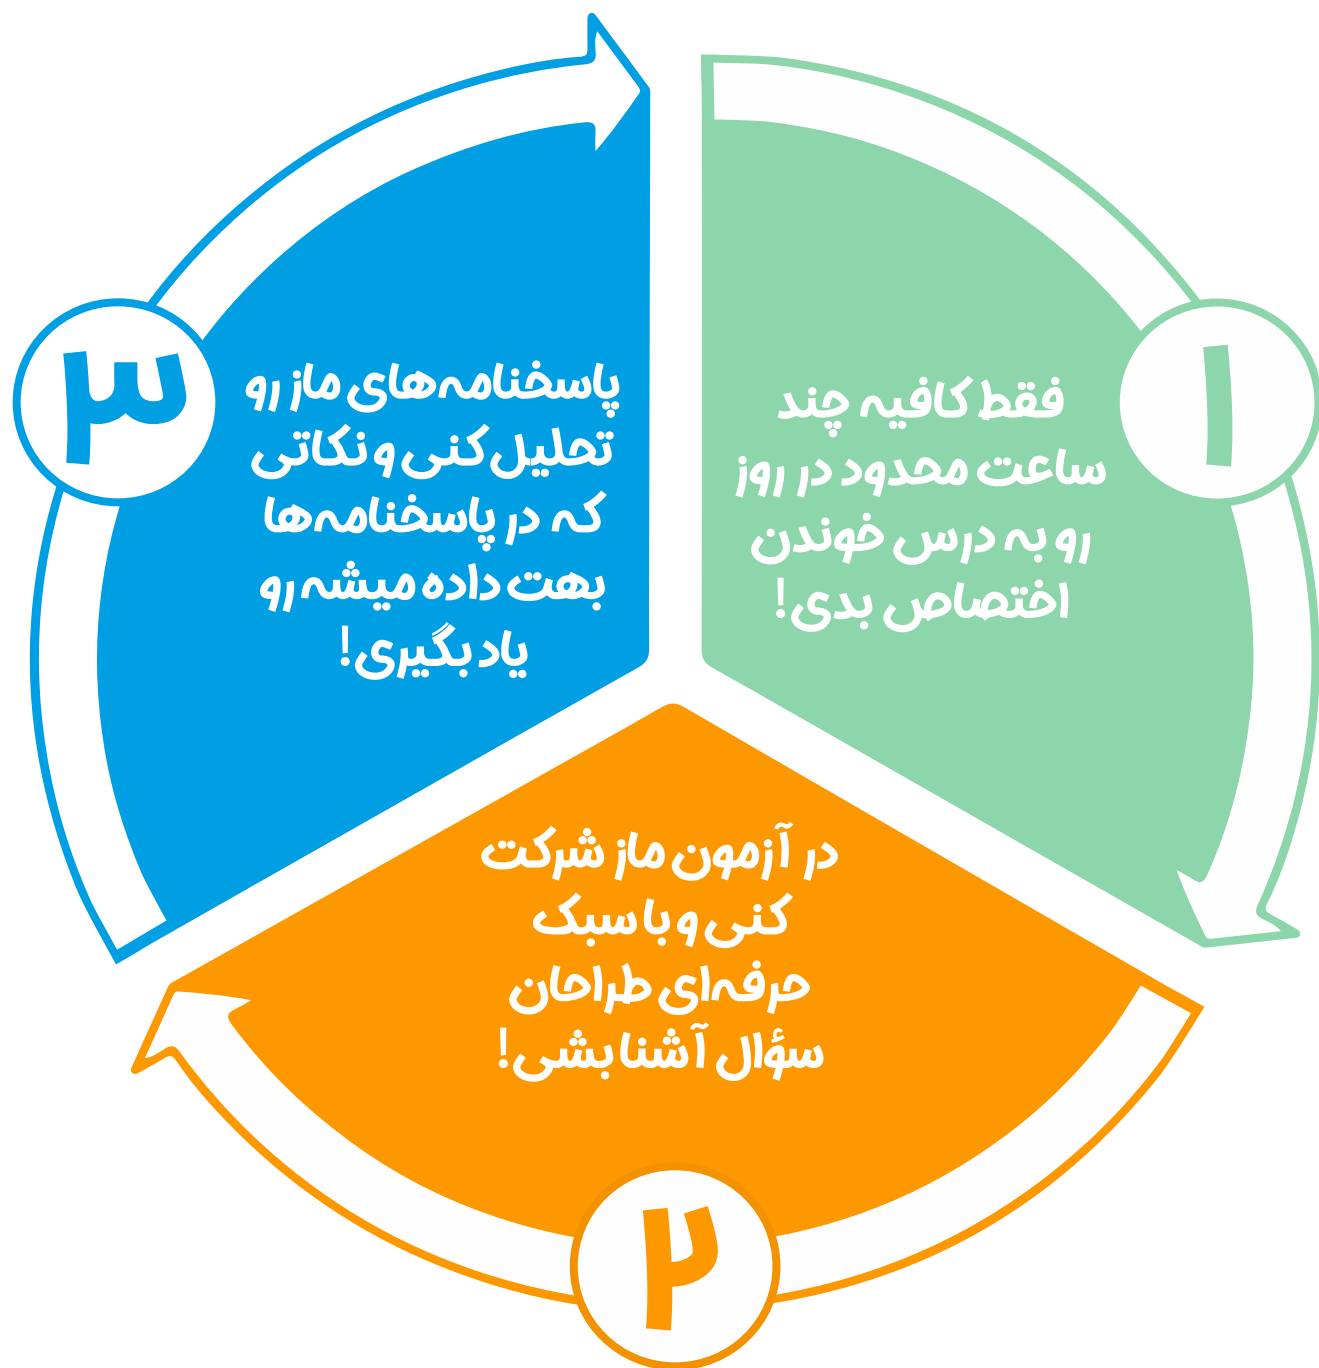 ۱
فقط کافیه چند
ساعت محدود در روز
رو به درس خوندن
اختصاص بدی!
۲
در آزمون ماز شرکت
کنی و با سبک
حرفه‌ای طراحان
سؤال آشنا بشی!
۳
پاسخنامه‌های ماز رو
تحلیل کنی و نکاتی
که در پاسخنامه‌ها
بهت داده میشه رو
یاد بگیری!